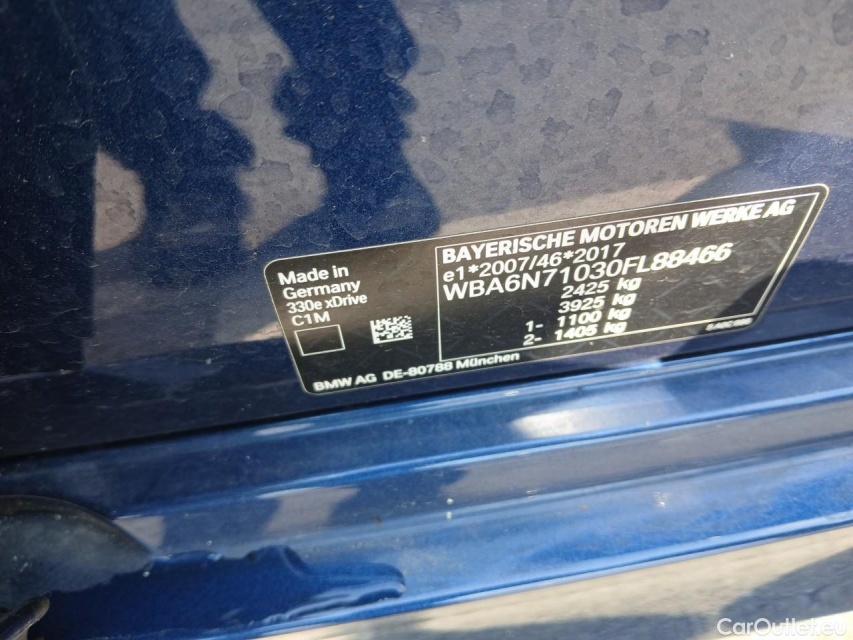 Made in
Germany
330e xDrive
C1M
BMW AG DE-80788 München
BAYERISCHE MOTOREN WERKE AG
e1*2007/46*2017
WBA6N71030FL88466
2425 kg
3925 kg
1- 1100 kg
2- 1405 kg
CarOutlet.eu